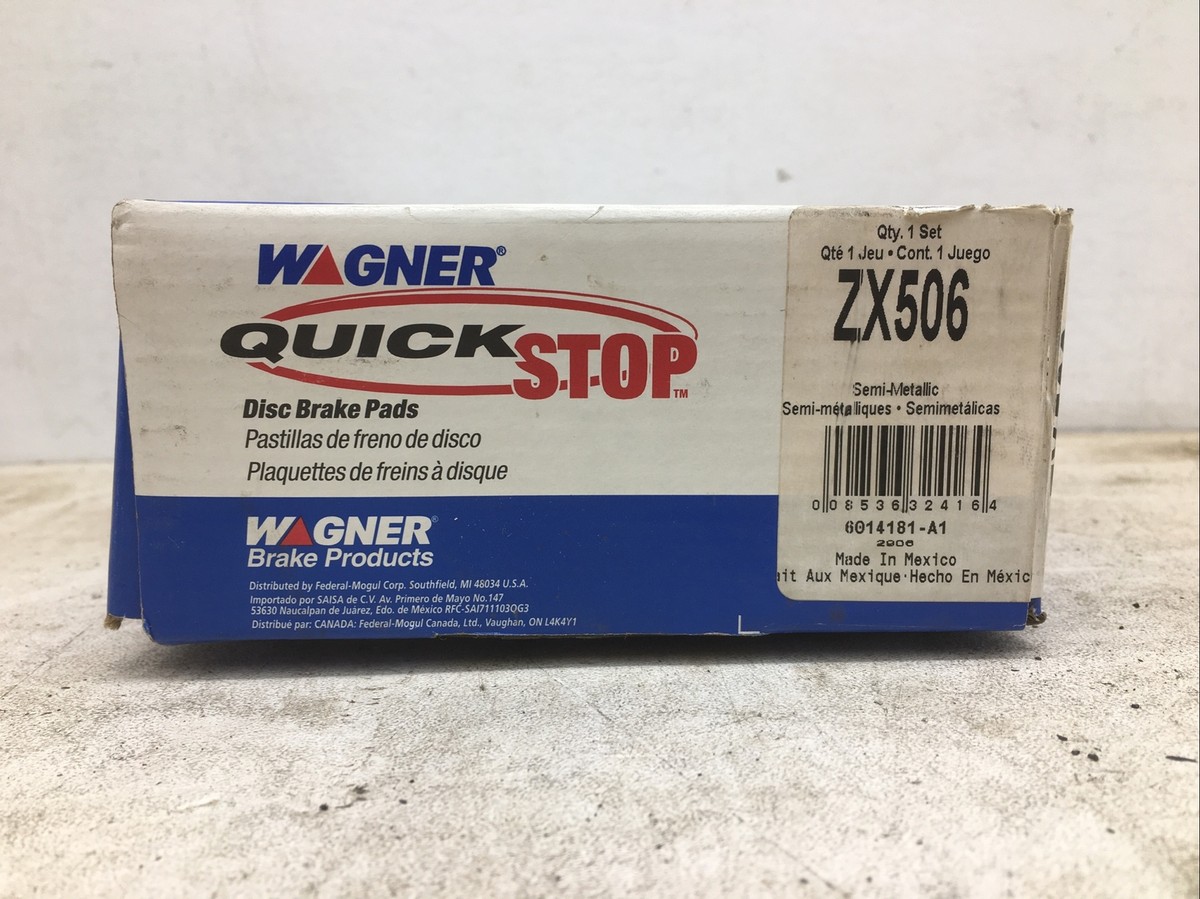 WAGNER®
QUICKSTOP™
Disc Brake Pads
Pastillas de freno de disco
Plaquettes de freins à disque
WAGNER®
Brake Products
Distributed by Federal-Mogul Corp. Southfield, MI 48034 U.S.A.
Importado por SAISA de C.V. Av. Primero de Mayo No.147
53630 Naucalpan de Juárez, Edo. de México RFC-SAI711103QG3
Distribué par: CANADA: Federal-Mogul Canada, Ltd., Vaughan, ON L4K4Y1
L
Qty. 1 Set
Qté 1 Jeu • Cont. 1 Juego
ZX506
D
Semi-Metallic
Semi-métalliques • Semimetálicas
0 08536 32416 4
6014181-A1
2906
Made In Mexico
ait Aux Mexique·Hecho En Méxic